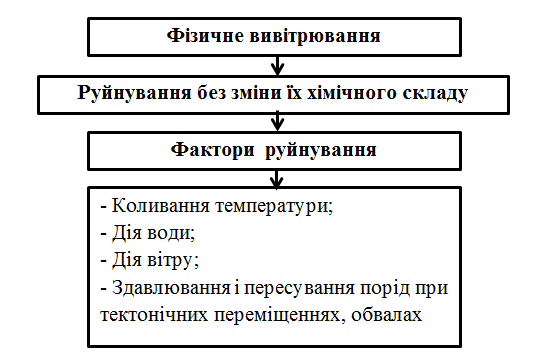 Фізичне вивітрювання
Руйнування без зміни їх хімічного складу
Фактори руйнування
- Коливання температури;
- Дія води;
- Дія вітру;
- Здавлювання і пересування порід при
тектонічних переміщеннях, обвалах